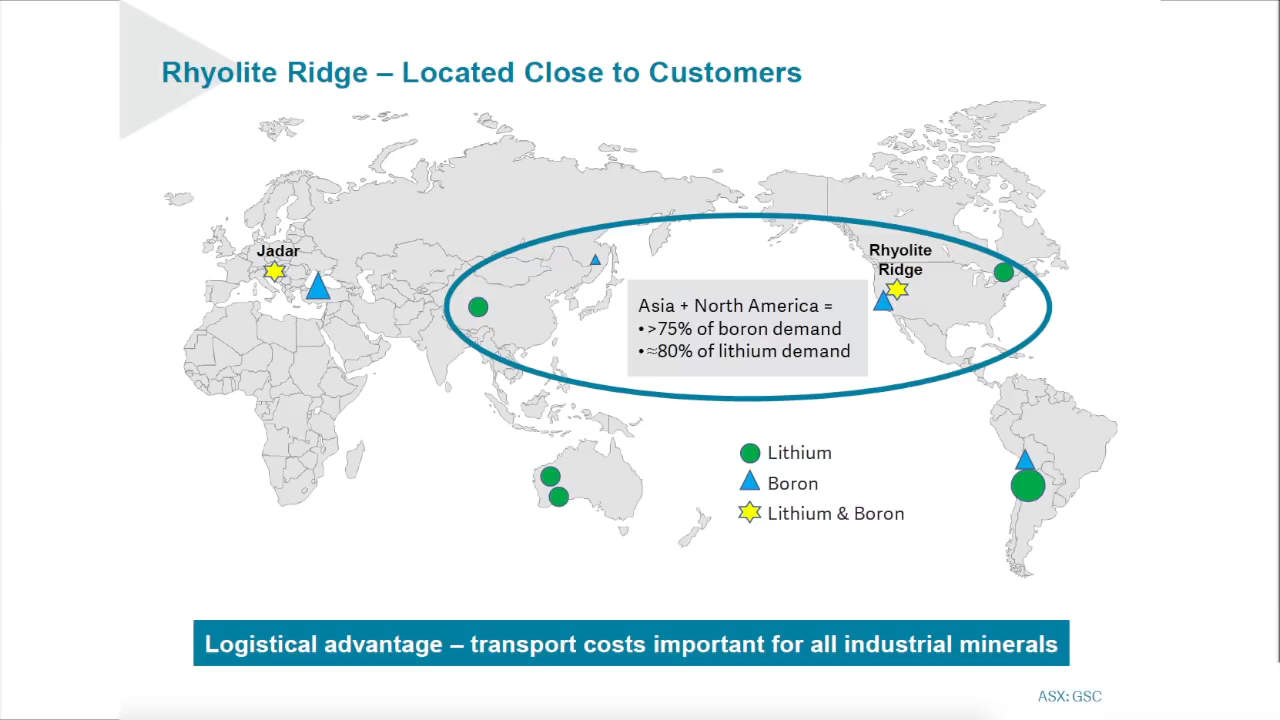 Rhyolite Ridge – Located Close to Customers
Jadar
Rhyolite
Ridge
Asia + North America =
•>75% of boron demand
•≈80% of lithium demand
Lithium
Boron
Lithium & Boron
Logistical advantage – transport costs important for all industrial minerals
ASX: GSC